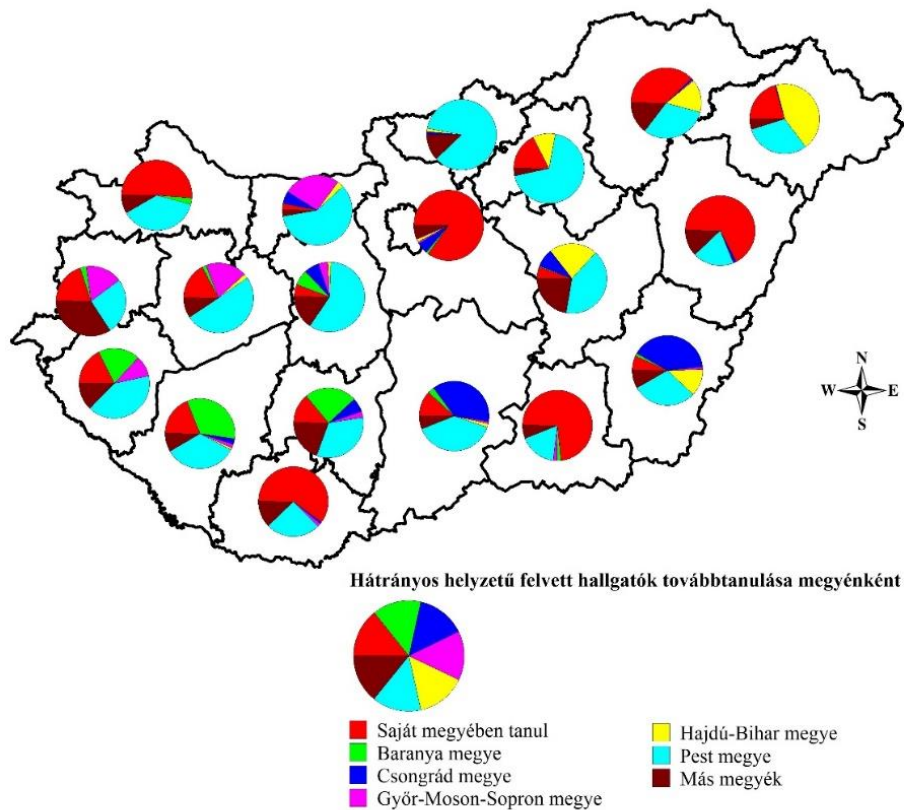 N
W E
S
Hátrányos helyzetű felvett hallgatók továbbtanulása megyénként
Saját megyében tanul
Baranya megye
Csongrád megye
Győr-Moson-Sopron megye
Hajdú-Bihar megye
Pest megye
Más megyék